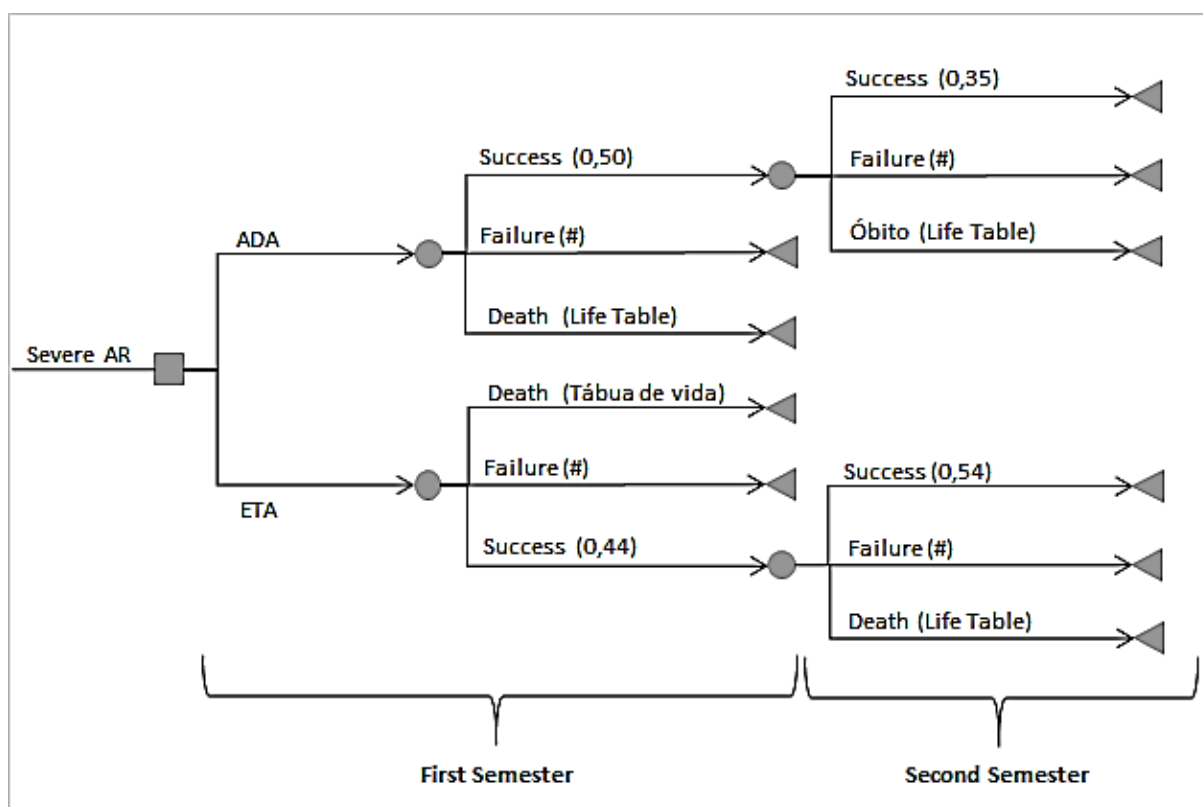 Success (0,35)
Success (0,50)
Failure (#)
ADA
Failure (#)
Óbito (Life Table)
Death (Life Table)
Severe AR
Death (Tábua de vida)
Failure (#)
Success (0,54)
ETA
Success (0,44)
Failure (#)
Death (Life Table)
First Semester
Second Semester